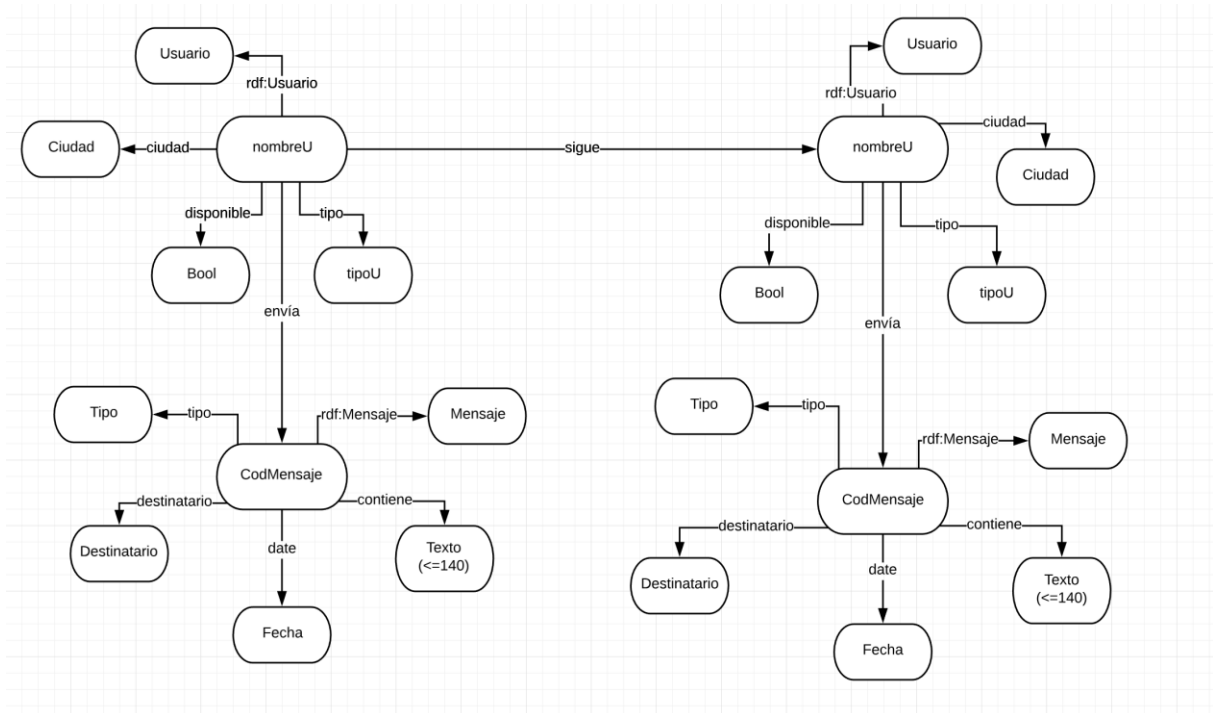 Usuario
Usuario
rdf:Usuario
rdf:Usuario
Ciudad
ciudad
nombreU
sigue
nombreU
ciudad
Ciudad
disponible
tipo
disponible
tipo
Bool
tipoU
Bool
tipoU
envía
envía
Tipo
tipo
rdf:Mensaje
Mensaje
Tipo
tipo
rdf:Mensaje
Mensaje
CodMensaje
CodMensaje
destinatario
contiene
destinatario
contiene
Destinatario
date
Texto
(<=140)
Destinatario
date
Texto
(<=140)
Fecha
Fecha